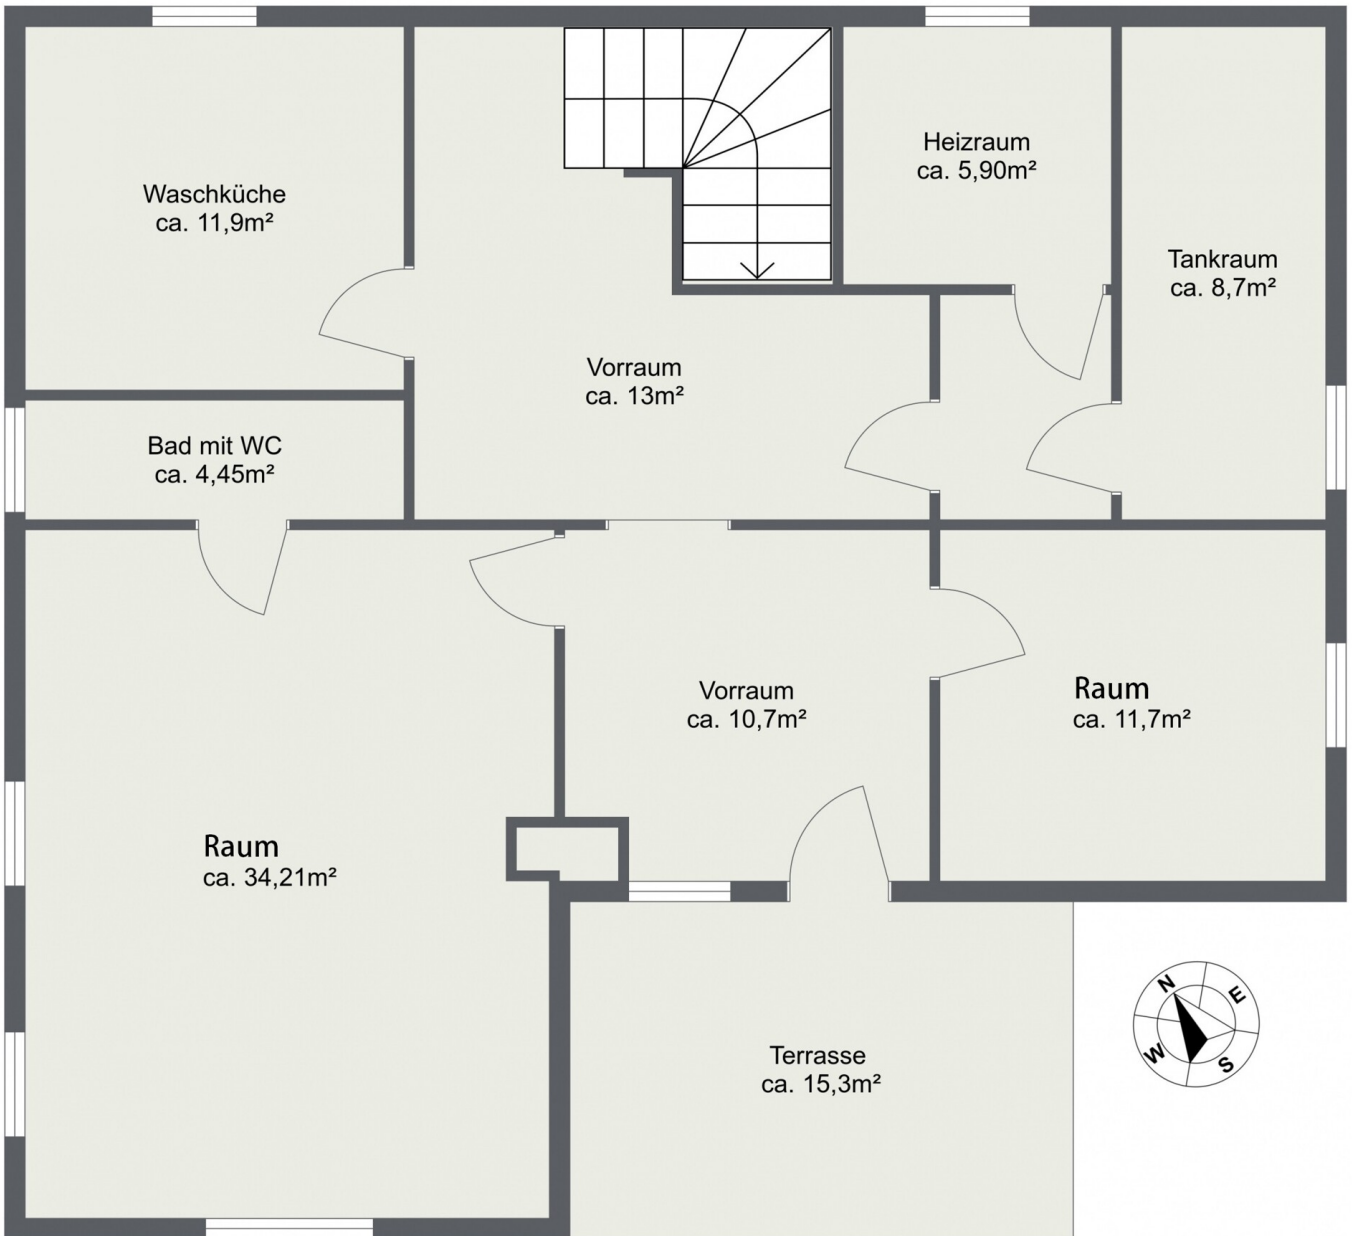 Waschküche
ca. 11,9m²
Heizraum
ca. 5,90m²
Tankraum
ca. 8,7m²
Vorraum
ca. 13m²
Bad mit WC
ca. 4,45m²
Vorraum
ca. 10,7m²
Raum
ca. 11,7m²
Raum
ca. 34,21m²
Terrasse
ca. 15,3m²
N
E
W
S